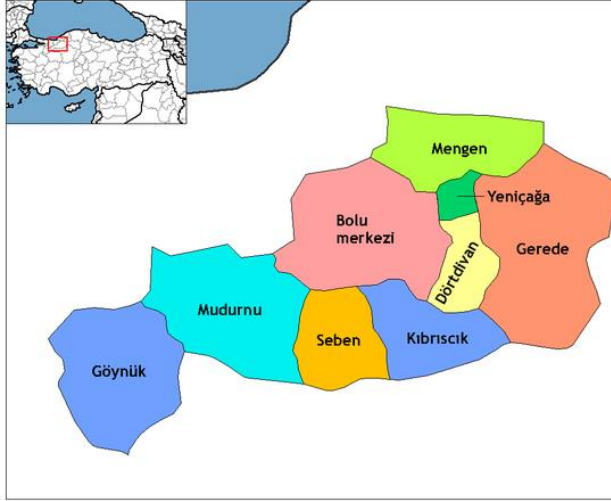 Mengen
Yeniçağa
Bolu
merkezi
Gerede
Dörtdivan
Mudurnu
Seben
Kıbrıscık
Göynük